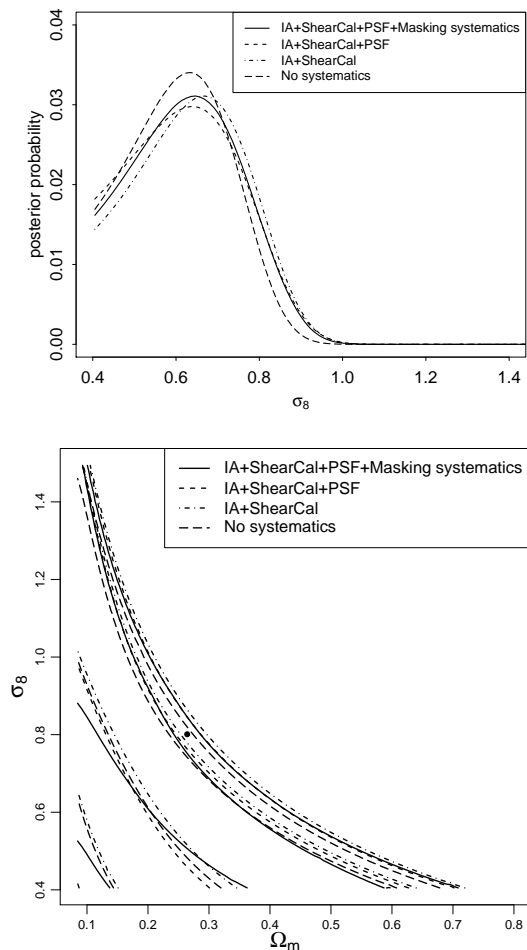 IA+ShearCal+PSF+Masking systematics
IA+ShearCal+PSF
IA+ShearCal
No systematics
posterior probability
0.04
0.03
0.02
0.01
0.00
0.4 0.6 0.8 1.0 1.2 1.4
σ8
IA+ShearCal+PSF+Masking systematics
IA+ShearCal+PSF
IA+ShearCal
No systematics
σ8
1.4
1.2
1.0
0.8
0.6
0.4
0.1 0.2 0.3 0.4 0.5 0.6 0.7 0.8
Ωm